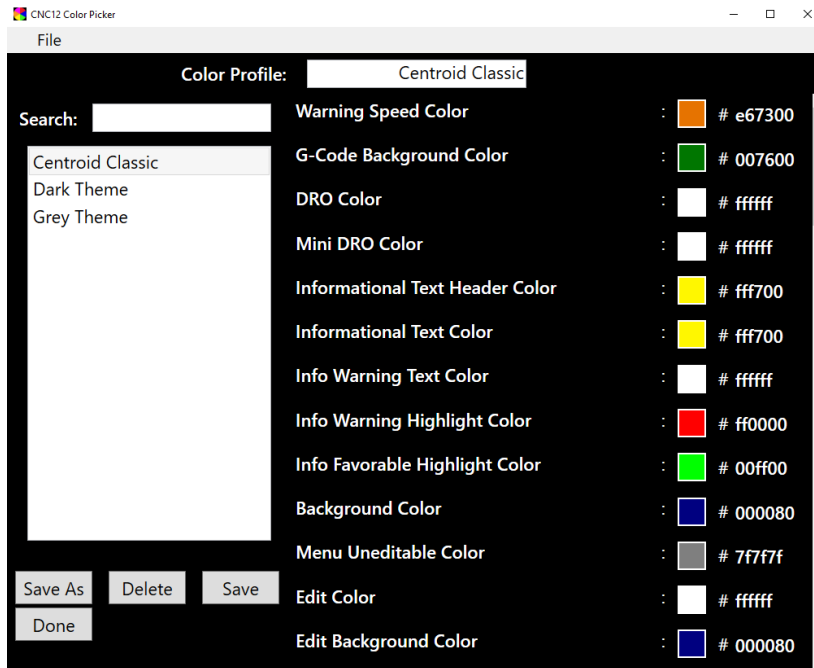 CNC12 Color Picker
File
Color Profile: Centroid Classic
Search:
Centroid Classic
Dark Theme
Grey Theme
Save As Delete Save
Done
Warning Speed Color : # e67300
G-Code Background Color : # 007600
DRO Color : # ffffff
Mini DRO Color : # ffffff
Informational Text Header Color : # fff700
Informational Text Color : # fff700
Info Warning Text Color : # ffffff
Info Warning Highlight Color : # ff0000
Info Favorable Highlight Color : # 00ff00
Background Color : # 000080
Menu Uneditable Color : # 7f7f7f
Edit Color : # ffffff
Edit Background Color : # 000080